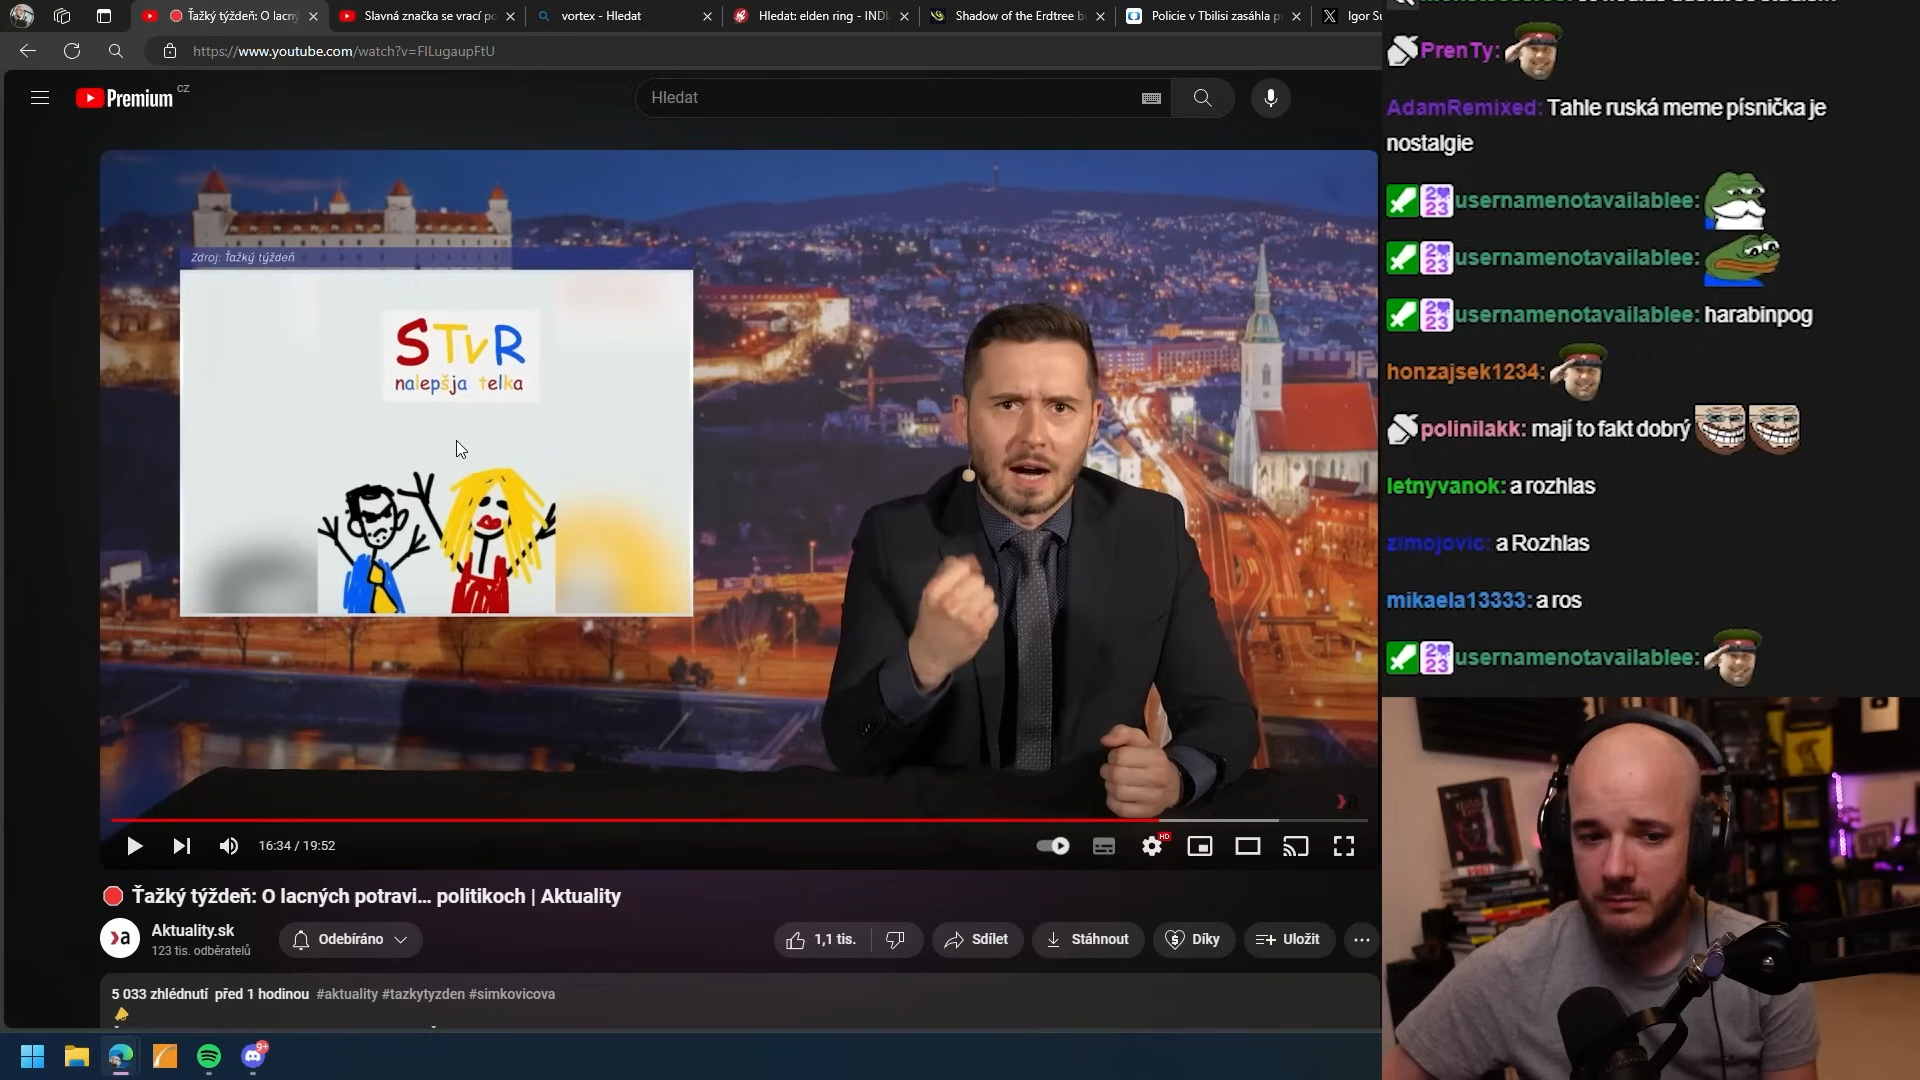 Ťažký týždeň: O lacný
Slavná značka se vrací po
vortex - Hledat
Hledat: elden ring - IND
Shadow of the Erdtree b
Policie v Tbilisi zasáhla p
Igor Su
https://www.youtube.com/watch?v=FILugaupFtU
Premium CZ
Hledat
Zdroj: Ťažký týždeň
STvR
nalepšja telka
16:34 / 19:52
HD
Ťažký týždeň: O lacných potravi... politikoch | Aktuality
Aktuality.sk
123 tis. odběratelů
Odebíráno
1,1 tis.
Sdílet
Stáhnout
Díky
Uložit
5 033 zhlédnutí před 1 hodinou #aktuality #tazkytyzden #simkovicova
9+
PrenTy:
AdamRemixed: Tahle ruská meme písnička je
nostalgie
usernamenotavailablee:
usernamenotavailablee:
usernamenotavailablee: harabinpog
honzajsek1234:
polinilakk: mají to fakt dobrý
letnyvanok: a rozhlas
zimojovic: a Rozhlas
mikaela13333: a ros
usernamenotavailablee: